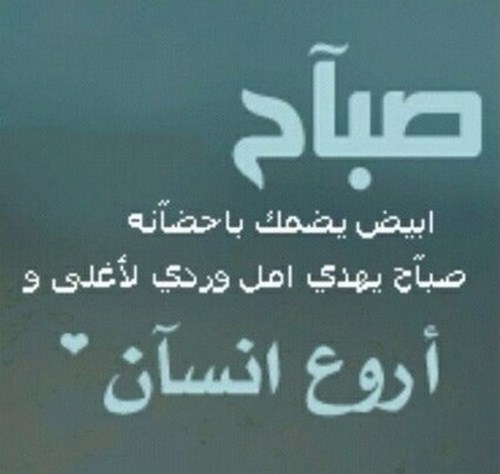 صبآح
ابيض يضمك باحضآنه
صبآح يهدي امل وردي لأغلى و
أروع انسآن ❤